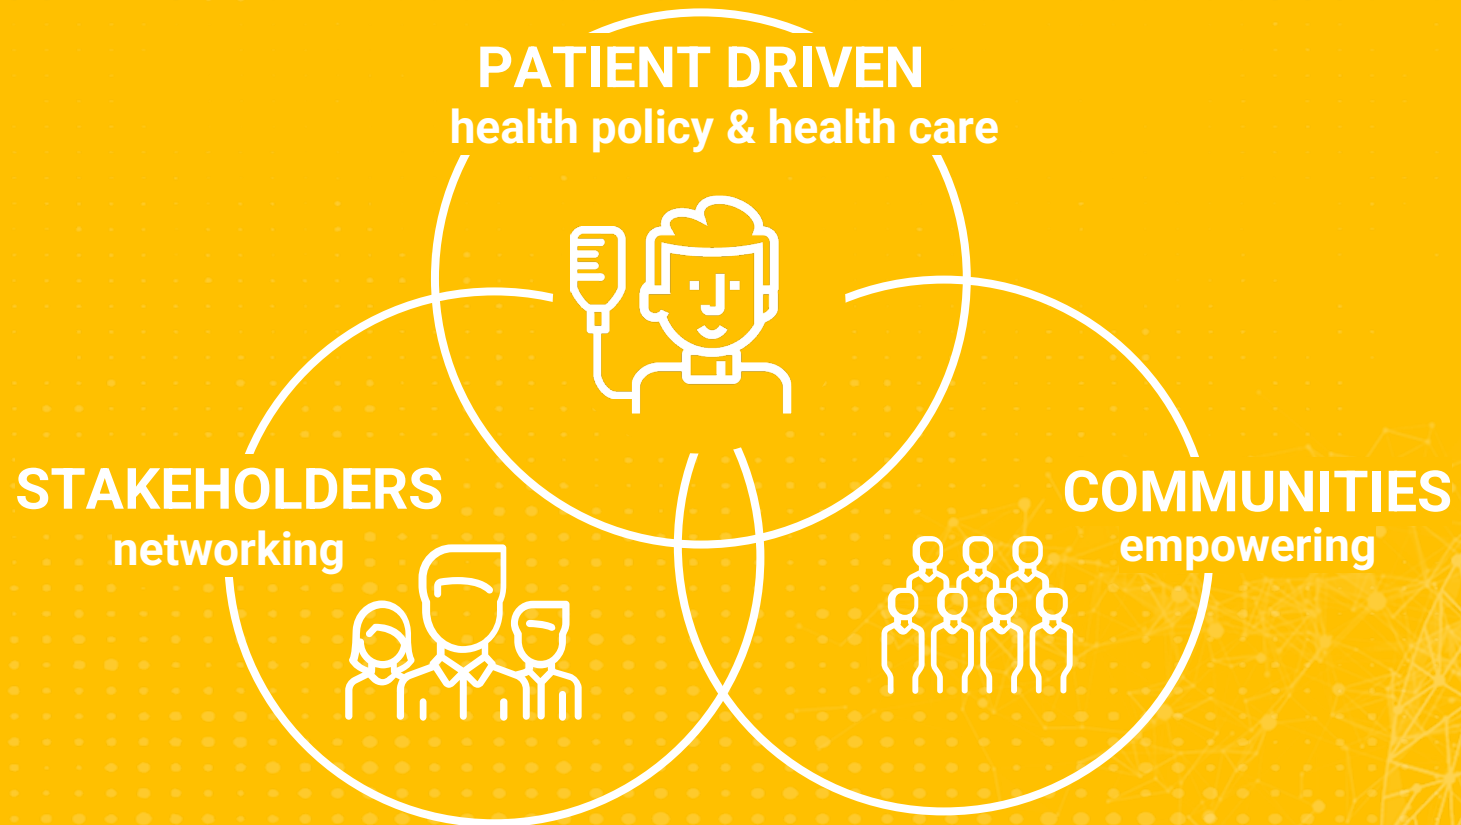 PATIENT DRIVEN
health policy & health care
STAKEHOLDERS
networking
COMMUNITIES
empowering